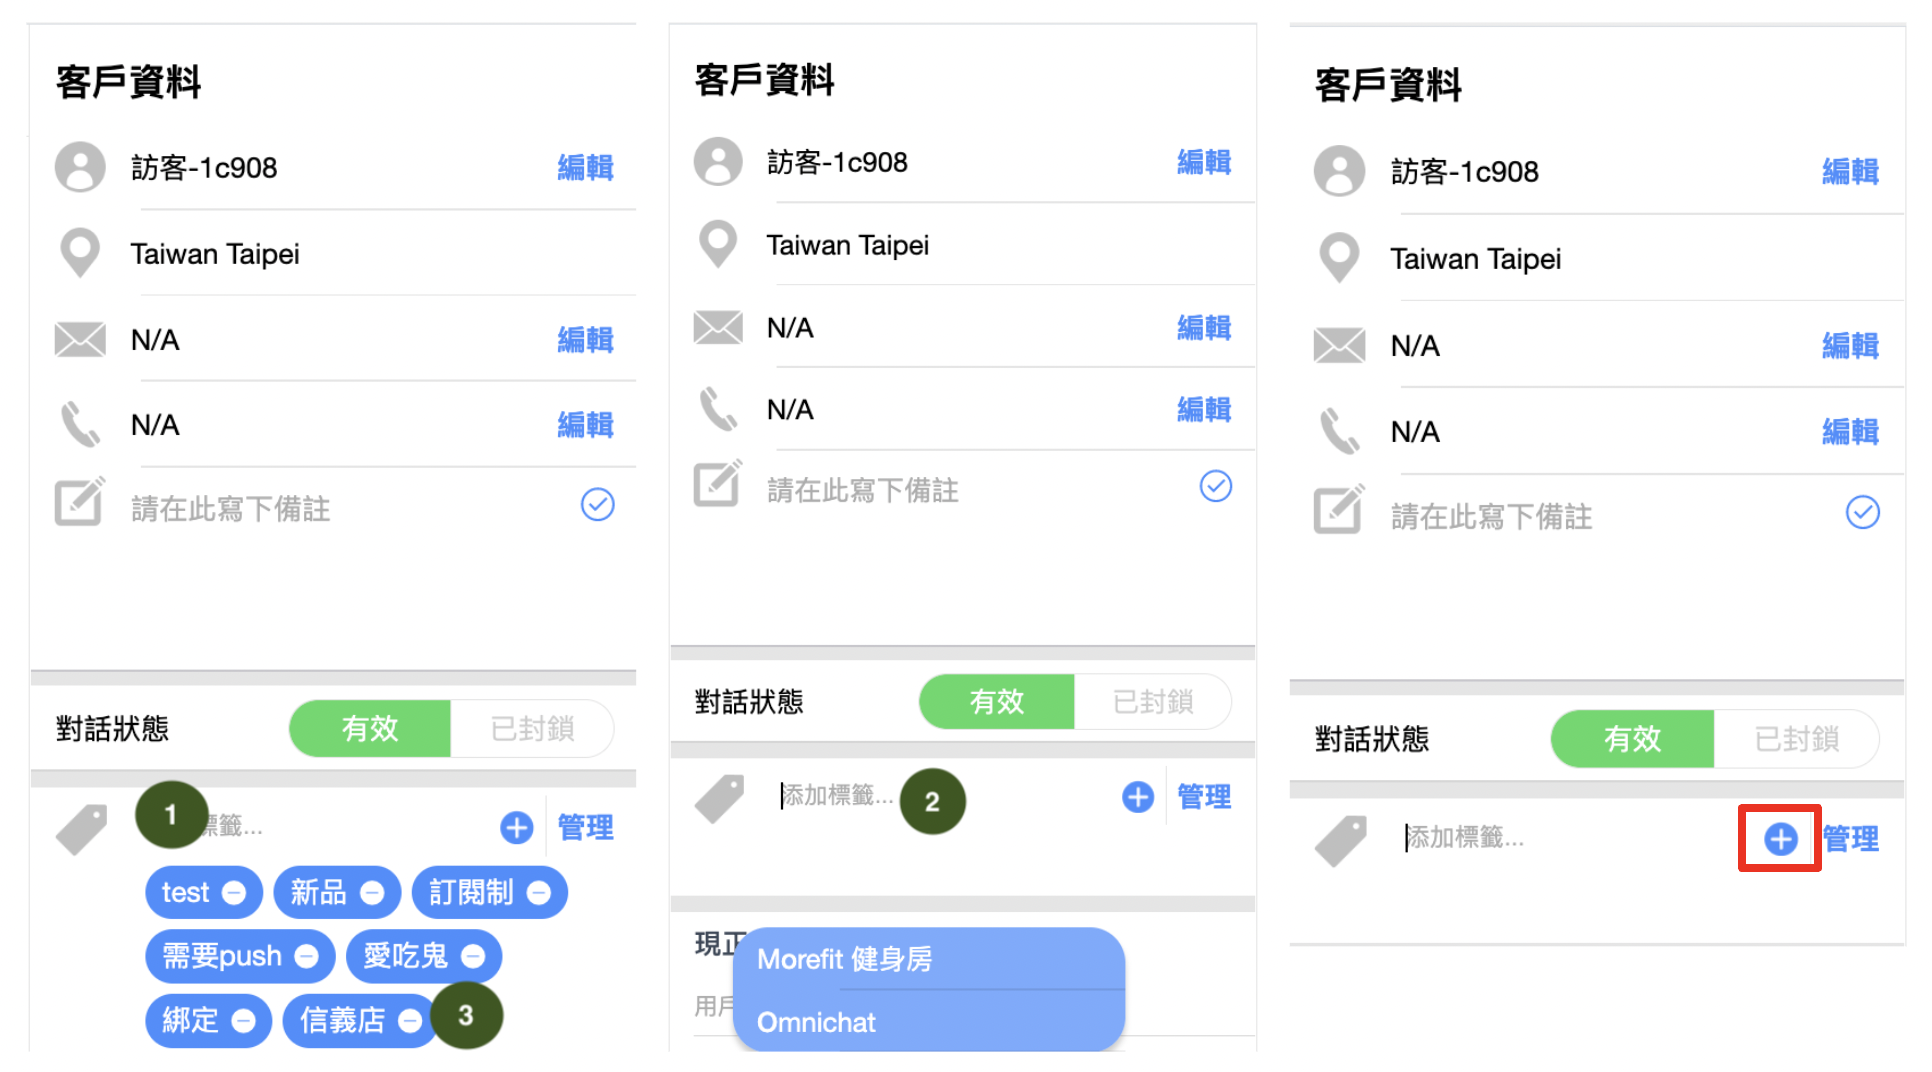 客戶資料
訪客-1c908 編輯
Taiwan Taipei
N/A 編輯
N/A 編輯
請在此寫下備註
對話狀態 有效 已封鎖
1 標籤... 管理
test 新品 訂閱制
需要push 愛吃鬼
綁定 信義店 3
客戶資料
訪客-1c908 編輯
Taiwan Taipei
N/A 編輯
N/A 編輯
請在此寫下備註
對話狀態 有效 已封鎖
添加標籤... 2 管理
現正
Morefit 健身房
用戶
Omnichat
客戶資料
訪客-1c908 編輯
Taiwan Taipei
N/A 編輯
N/A 編輯
請在此寫下備註
對話狀態 有效 已封鎖
添加標籤... 管理